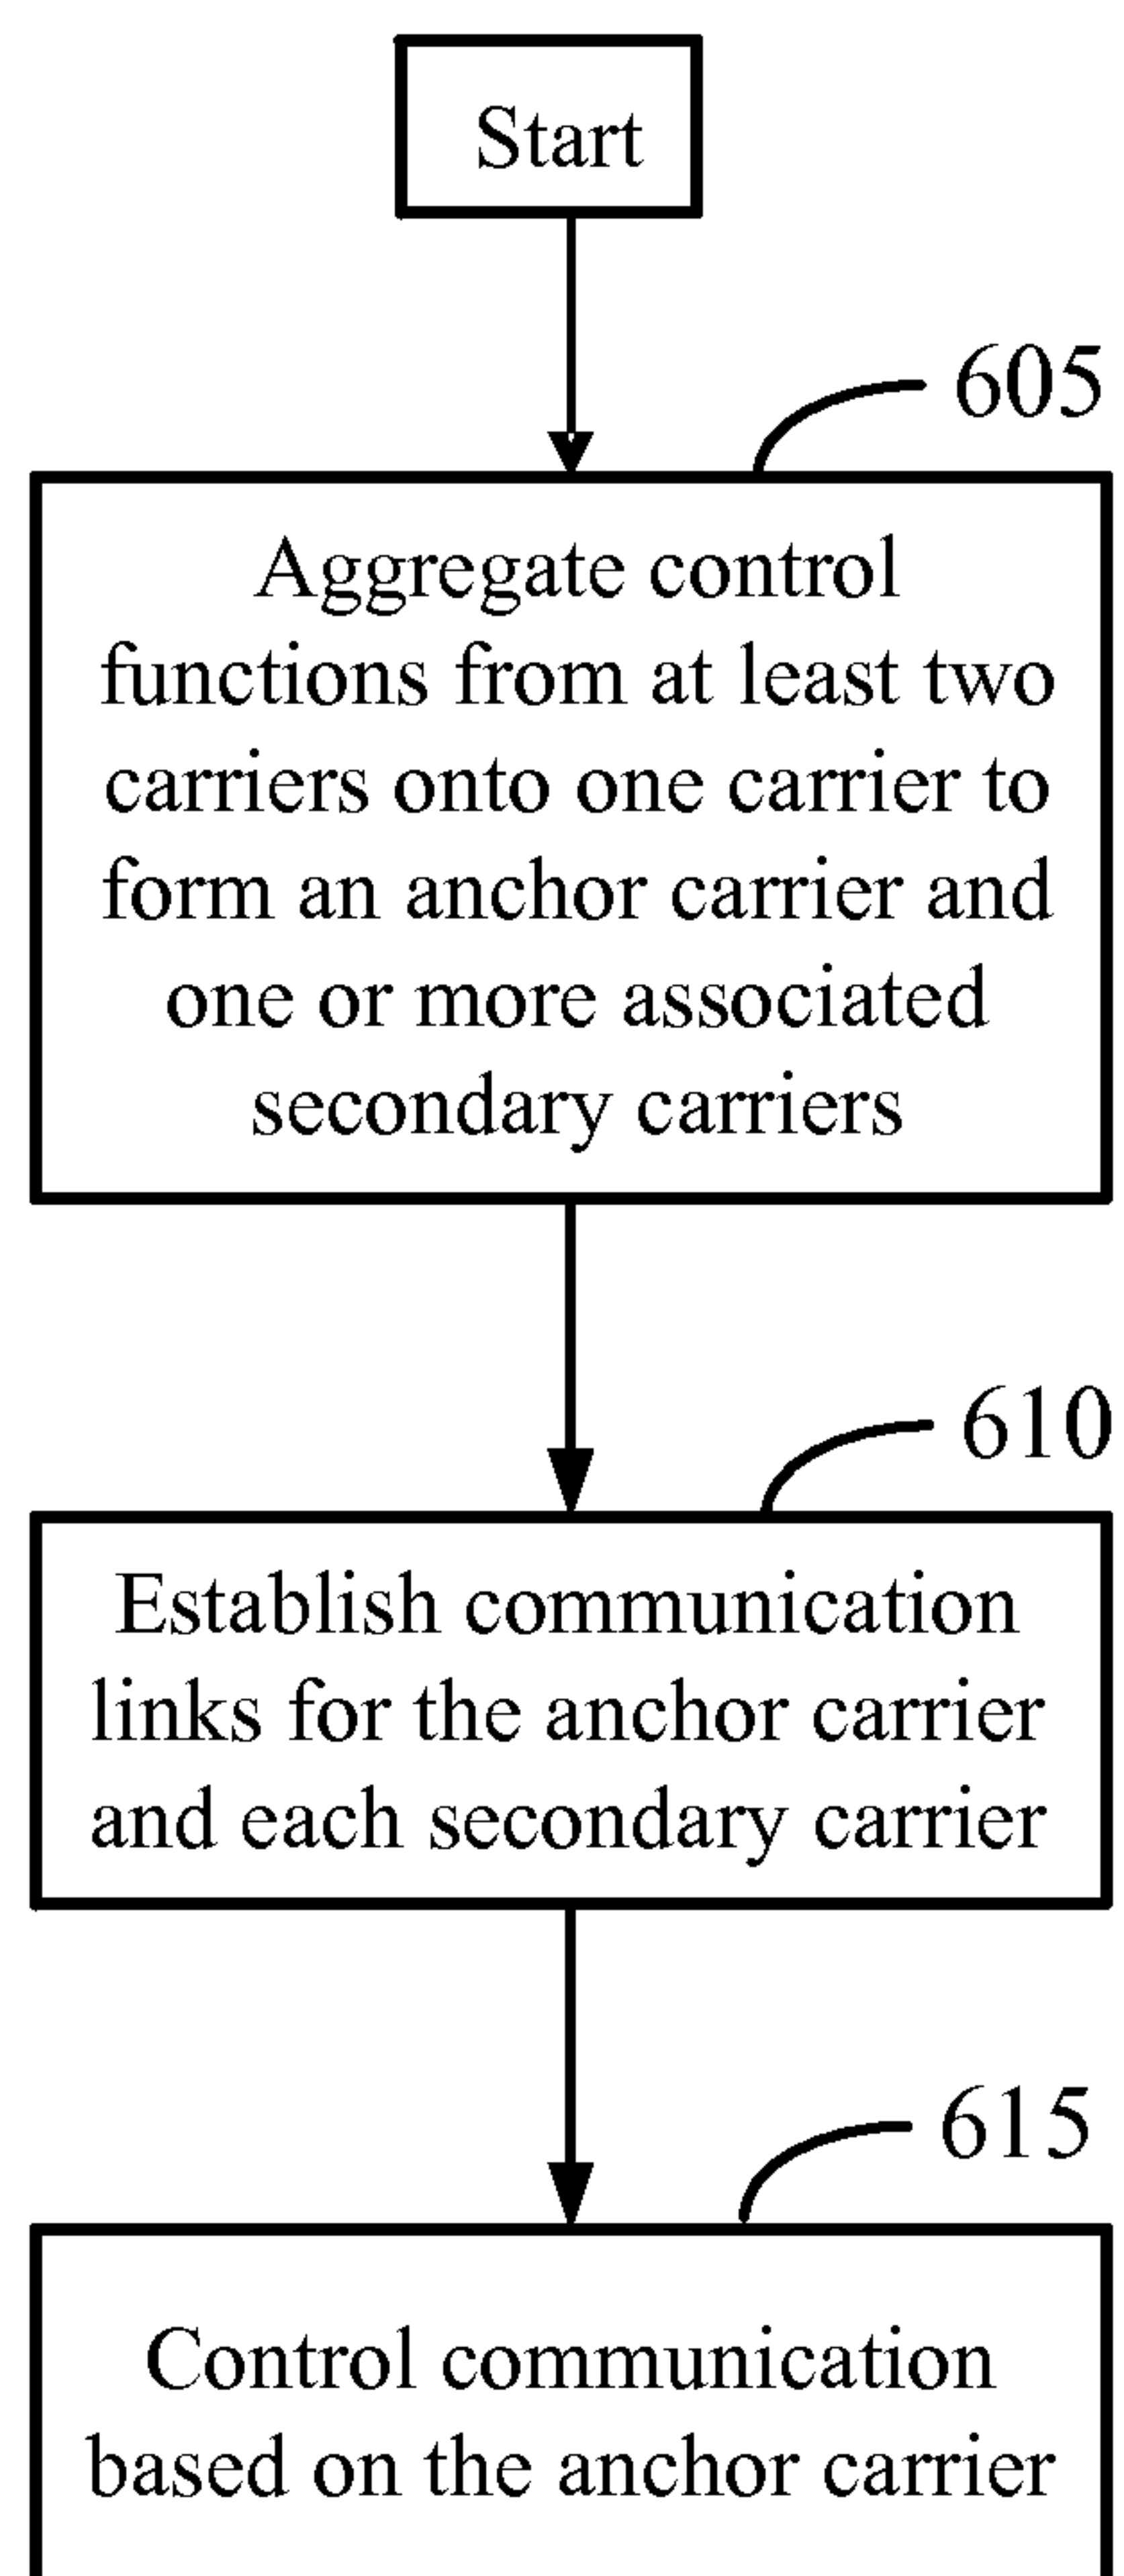 Start
605
Aggregate control
functions from at least two
carriers onto one carrier to
form an anchor carrier and
one or more associated
secondary carriers
610
Establish communication
links for the anchor carrier
and each secondary carrier
615
Control communication
based on the anchor carrier